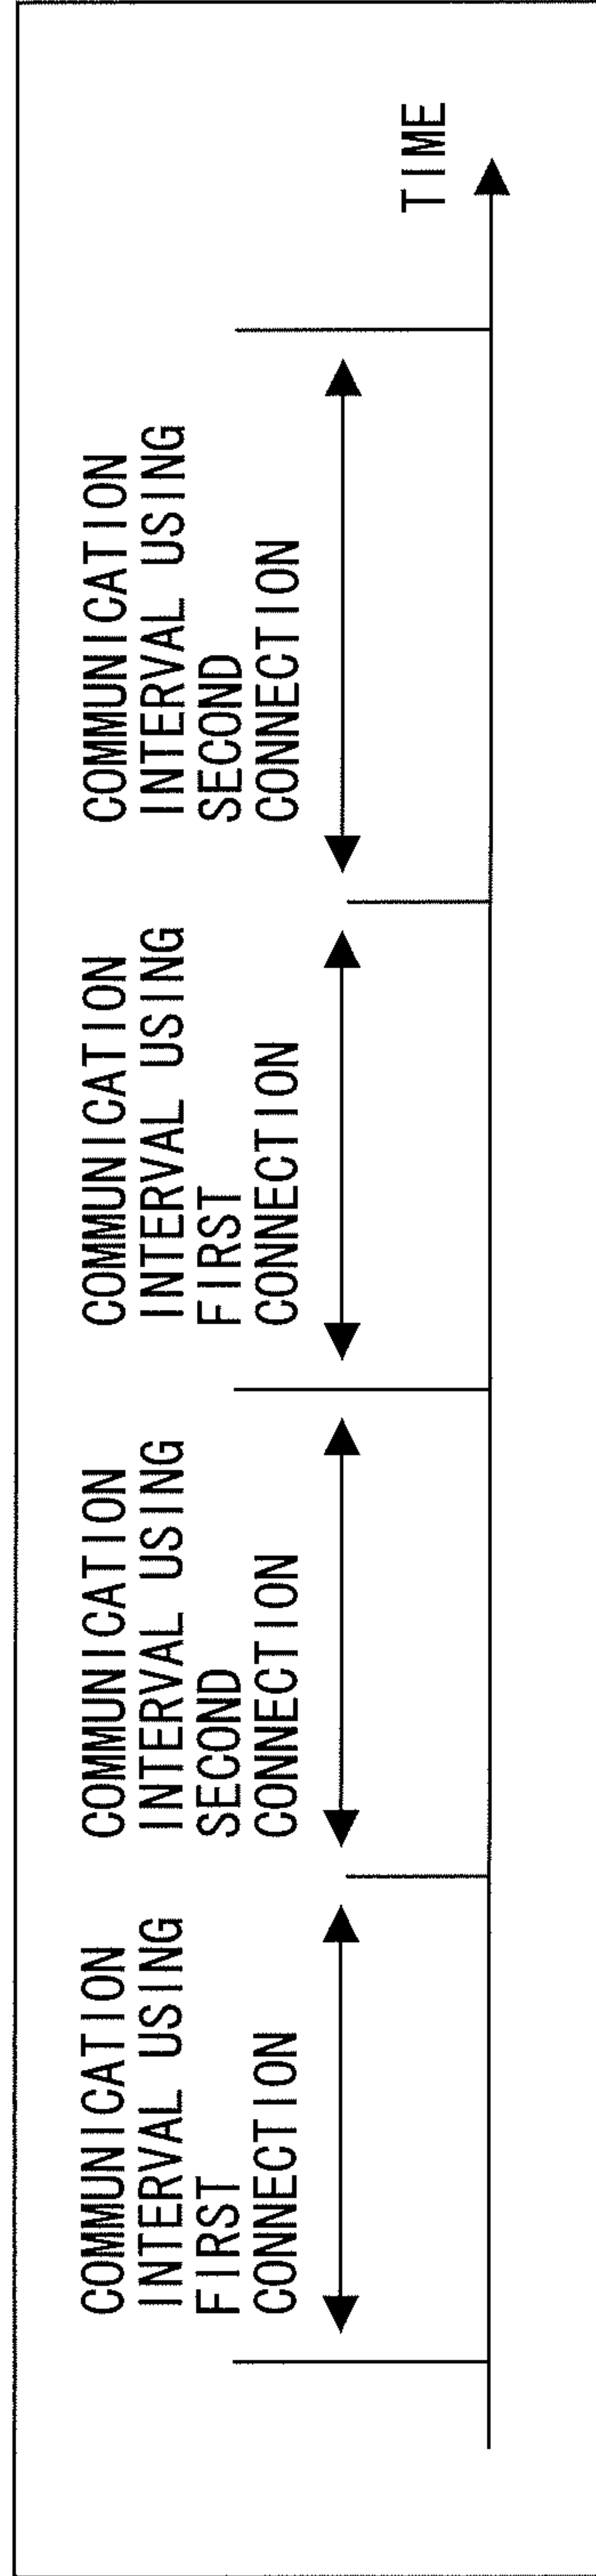 COMMUNICATION
INTERVAL USING
FIRST
CONNECTION
COMMUNICATION
INTERVAL USING
SECOND
CONNECTION
COMMUNICATION
INTERVAL USING
FIRST
CONNECTION
COMMUNICATION
INTERVAL USING
SECOND
CONNECTION
TIME